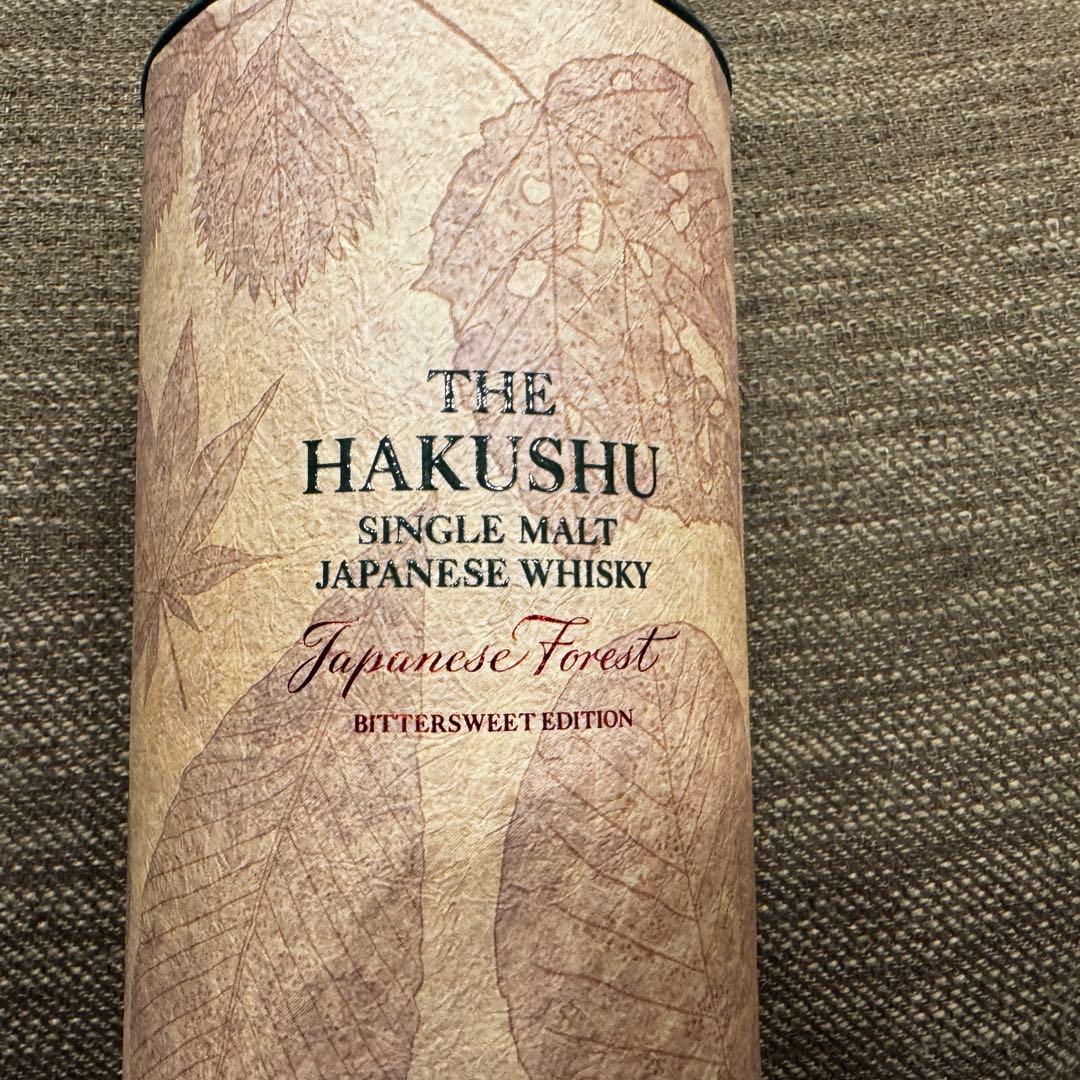 THE
HAKUSHU
SINGLE MALT
JAPANESE WHISKY
Japanese Forest
BITTERSWEET EDITION